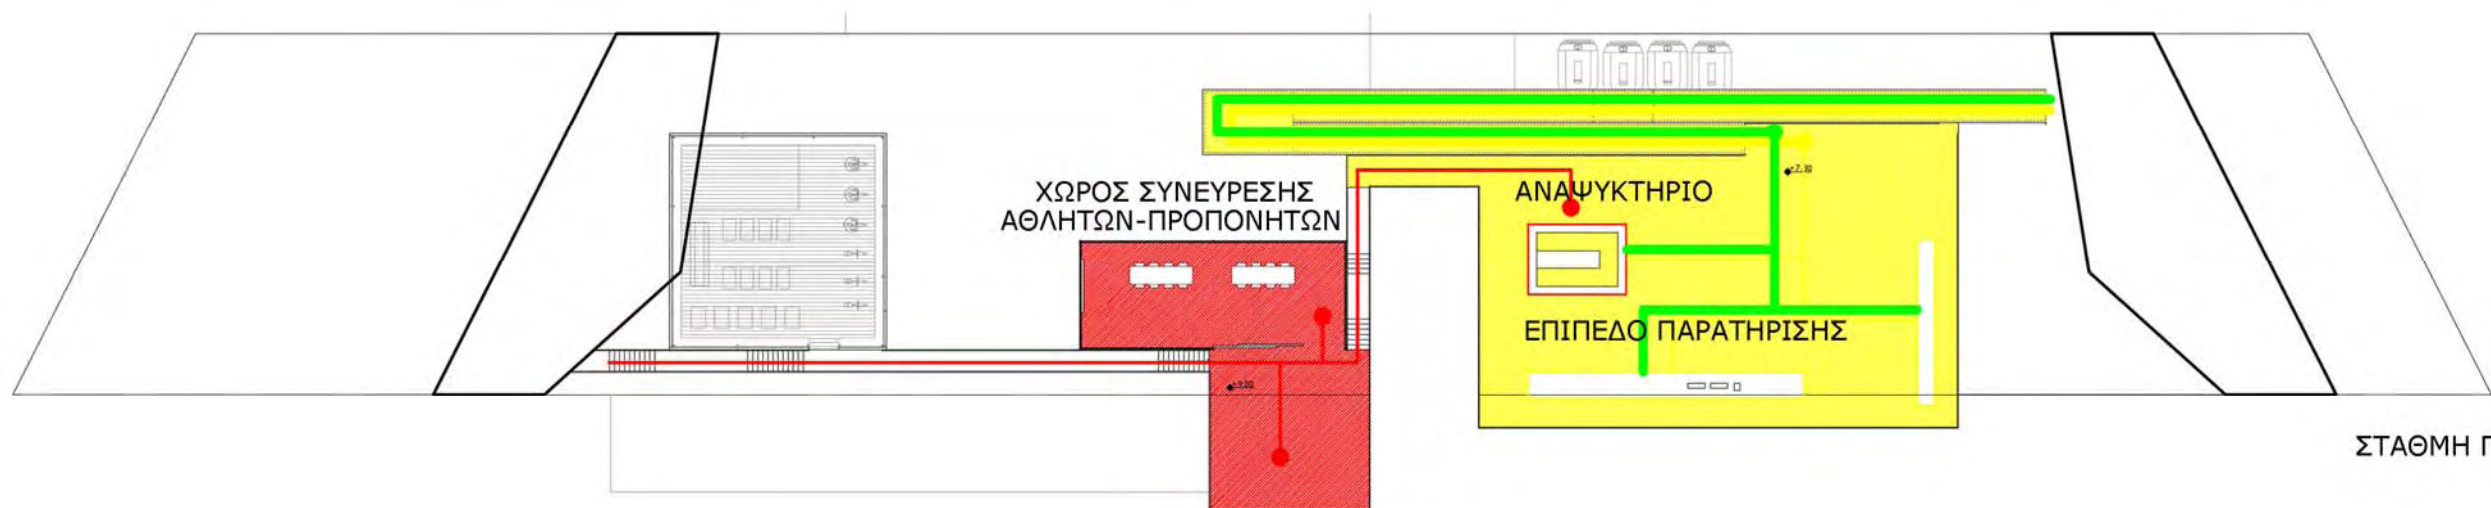 ΧΩΡΟΣ ΣΥΝΕΥΡΕΣΗΣ
ΑΘΛΗΤΩΝ-ΠΡΟΠΟΝΗΤΩΝ
ΑΝΑΨΥΚΤΗΡΙΟ
ΕΠΙΠΕΔΟ ΠΑΡΑΤΗΡΙΣΗΣ
ΣΤΑΘΜΗ